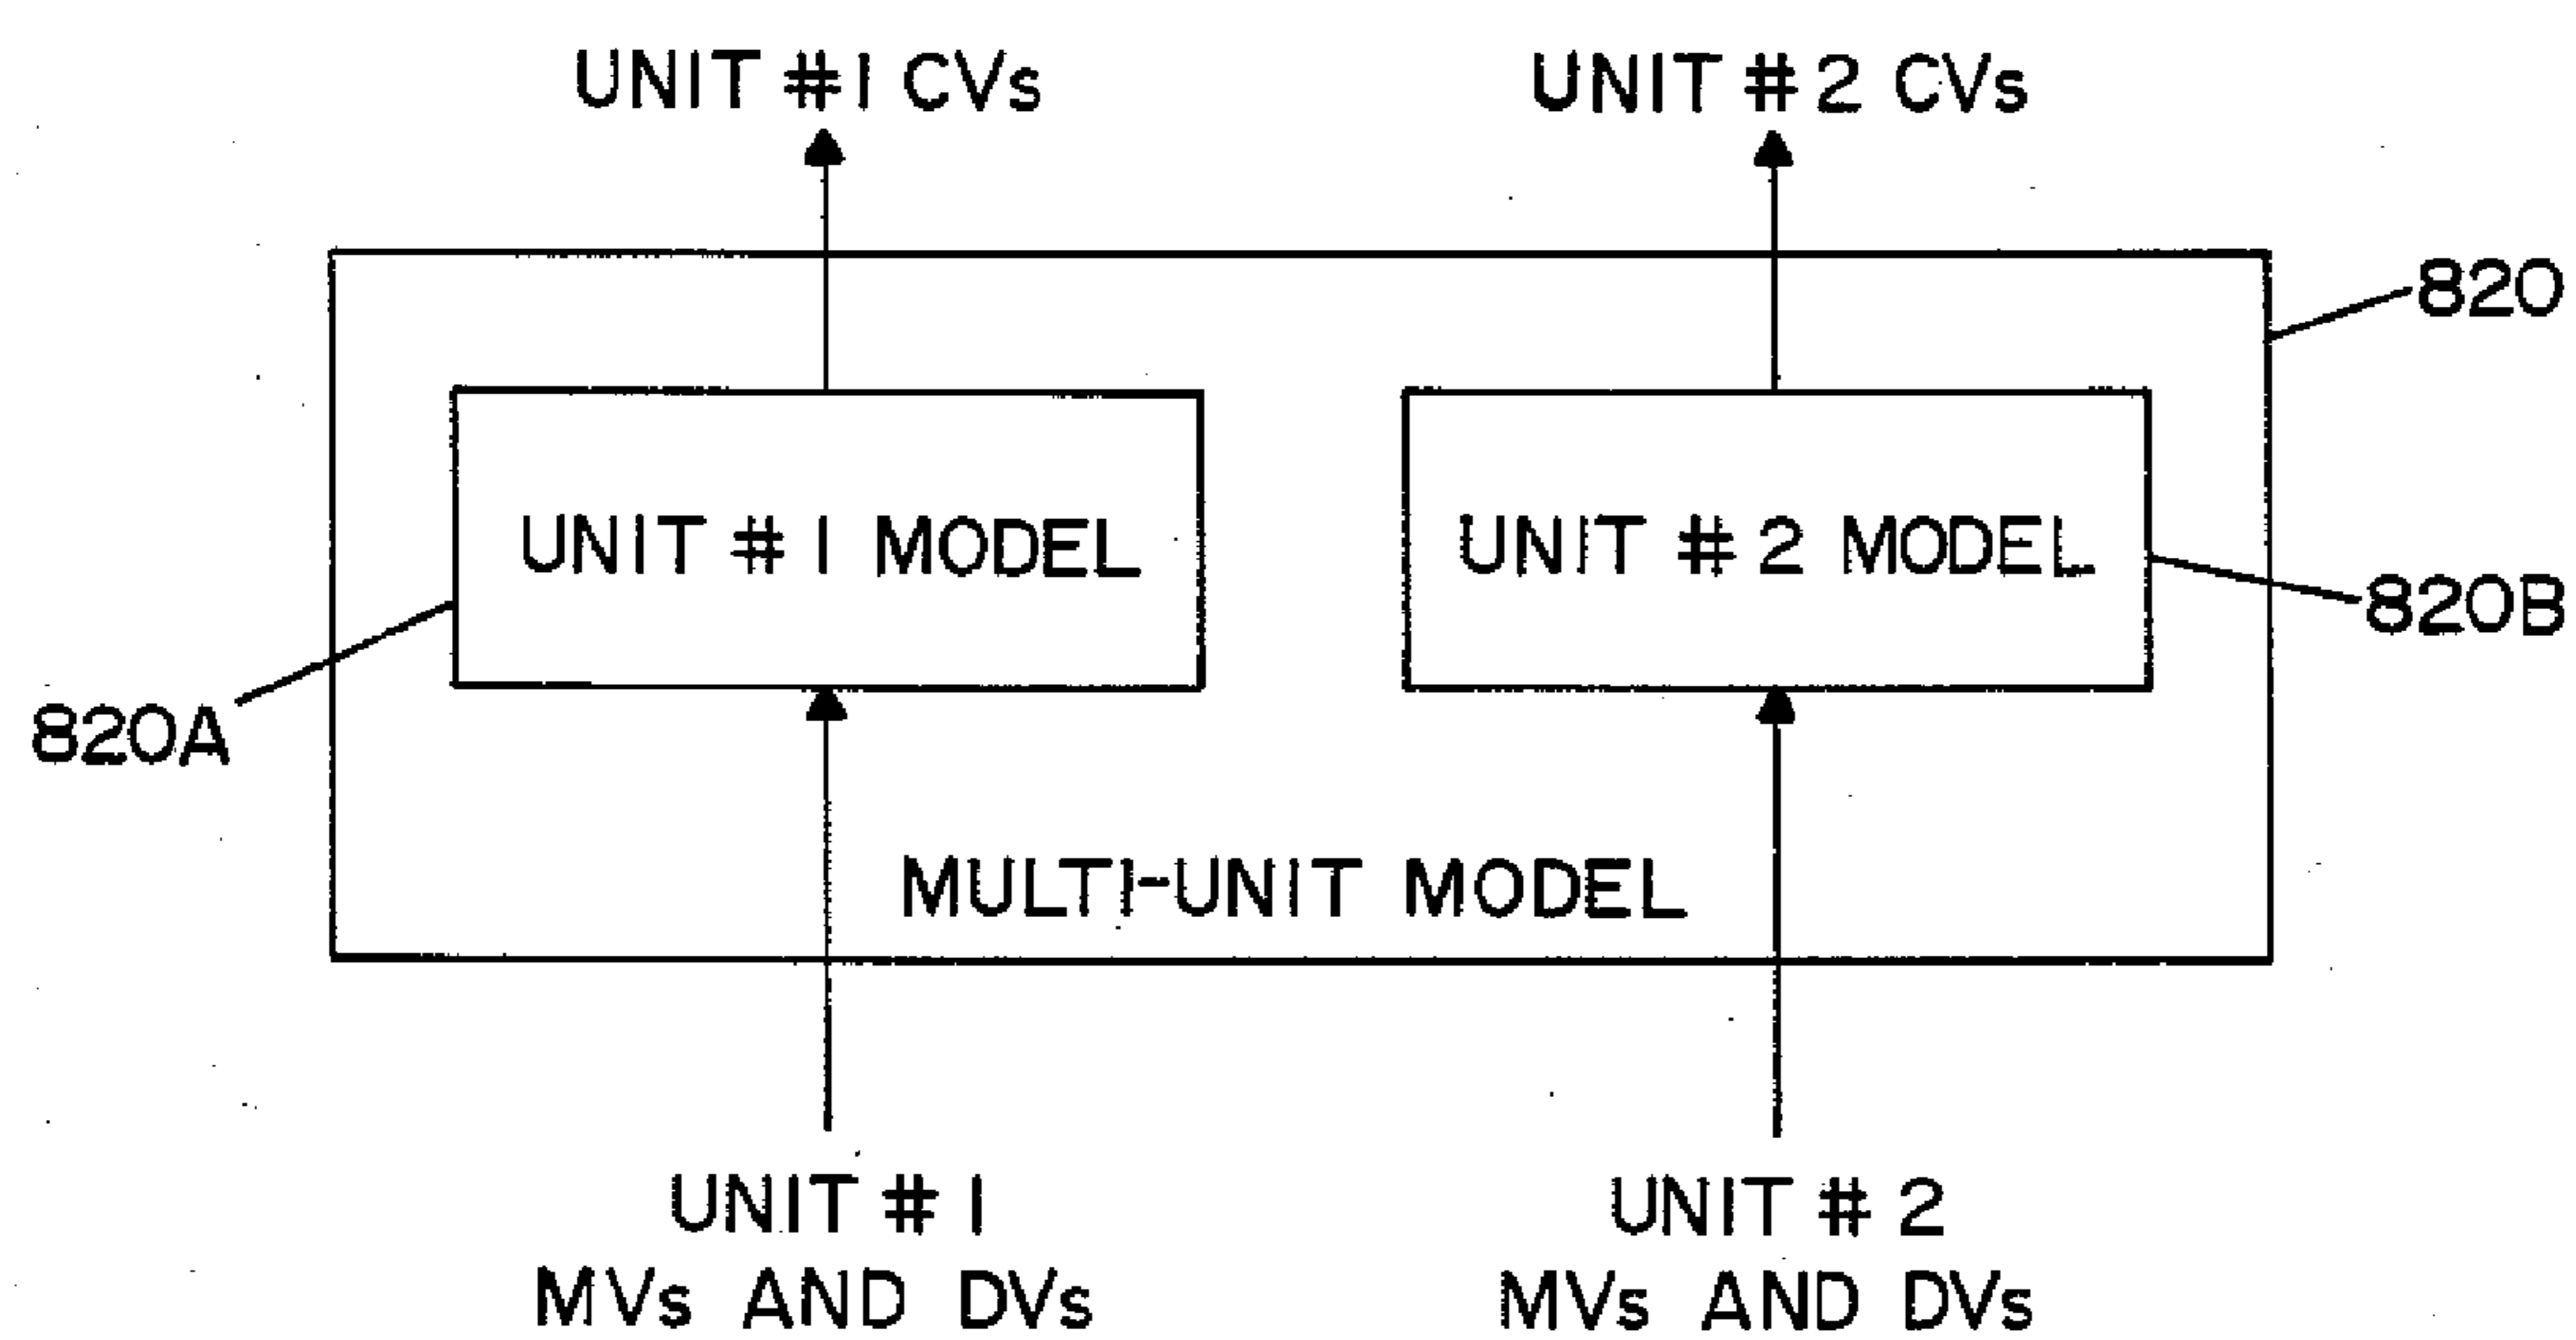 UNIT #1 CVs
UNIT #2 CVs
820
UNIT #1 MODEL
UNIT #2 MODEL
820A
820B
MULTI-UNIT MODEL
UNIT #1
MVs AND DVs
UNIT #2
MVs AND DVs